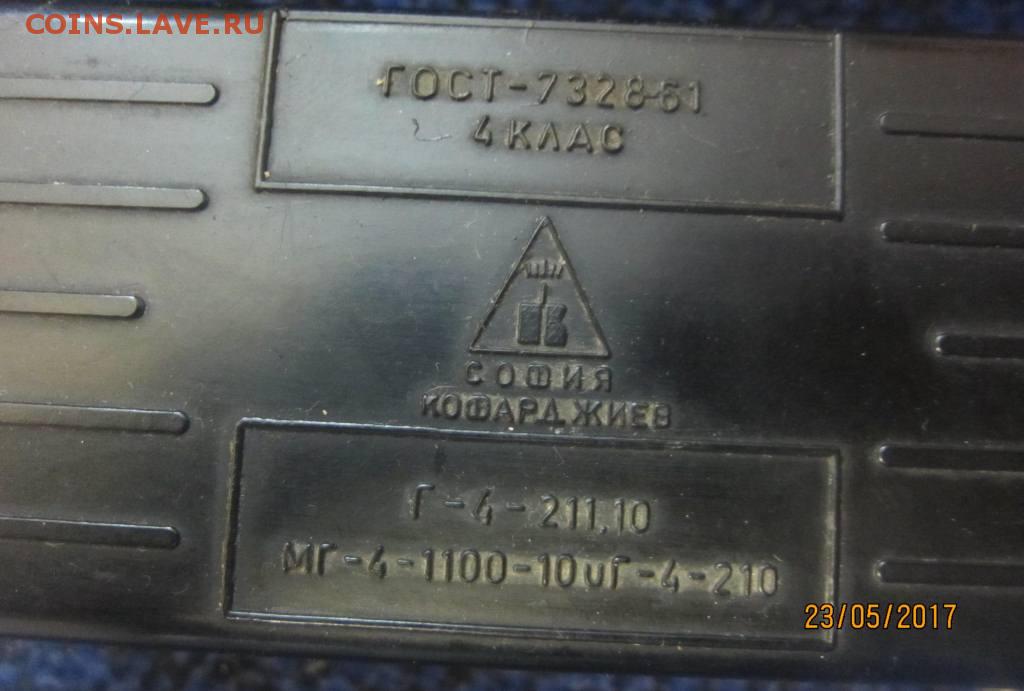 COINS.LAVE.RU
ГОСТ-7328-61
4 КЛАС
СОФИЯ
КОФАРДЖИЕВ
Г-4-211,10
МГ-4-1100-10 и Г-4-210
23/05/2017